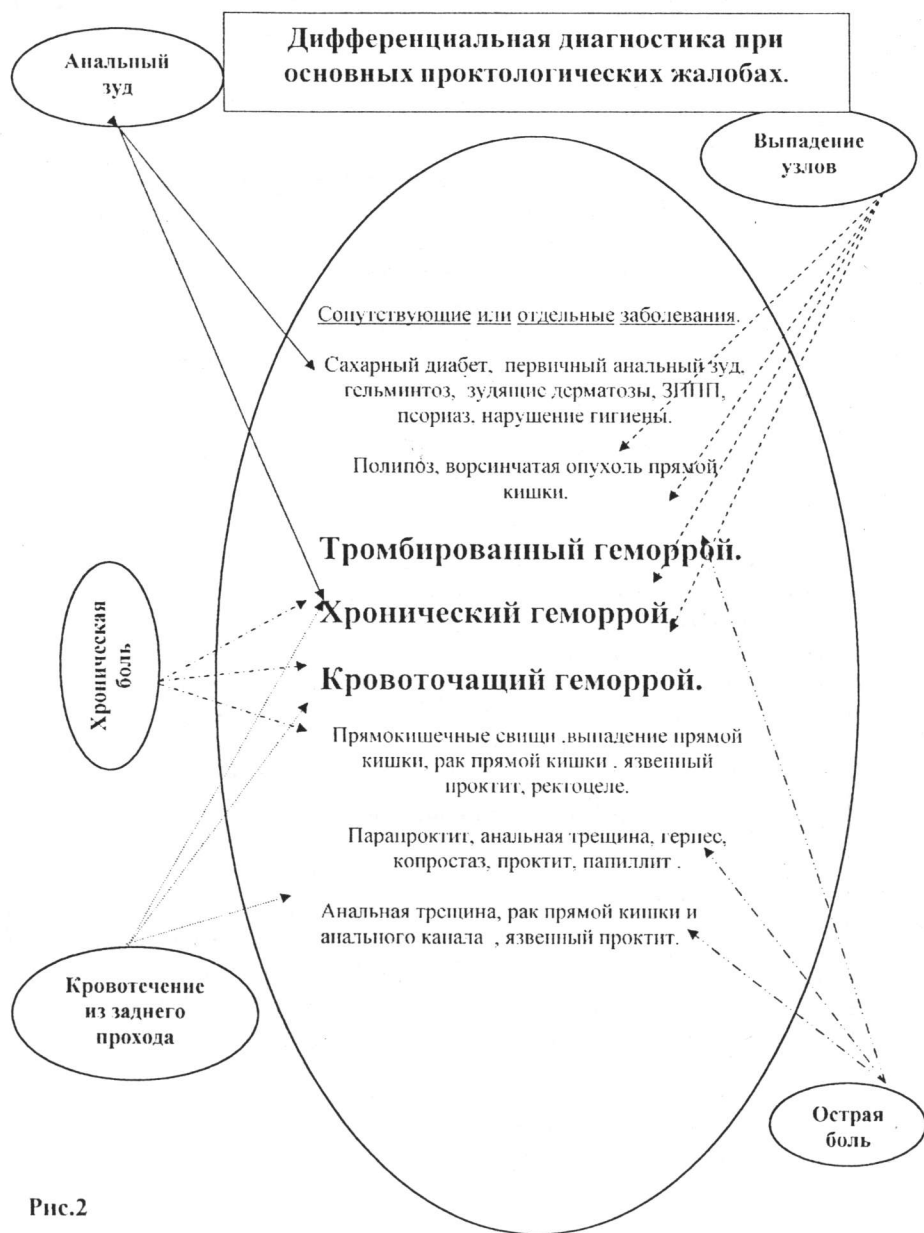 Дифференциальная диагностика при
основных проктологических жалобах.
Анальный
зуд
Выпадение
узлов
Сопутствующие или отдельные заболевания.
Сахарный диабет, первичный анальный зуд,
гельминтоз, зудящие дерматозы, ЗППП,
псориаз, нарушение гигиены.
Полипоз, ворсинчатая опухоль прямой
кишки.
Тромбированный геморрой.
Хронический геморрой.
Кровоточащий геморрой.
Хроническая
боль
Прямокишечные свищи ,выпадение прямой
кишки, рак прямой кишки , язвенный
проктит, ректоцеле.
Парапроктит, анальная трещина, герпес,
копростаз, проктит, папиллит .
Анальная трещина, рак прямой кишки и
анального канала , язвенный проктит.
Кровотечение
из заднего
прохода
Острая
боль
Рис.2